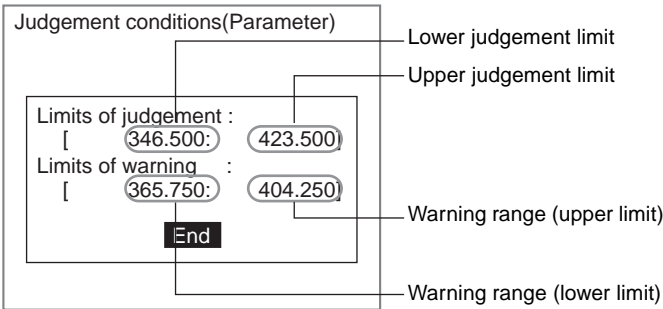 Judgement conditions(Parameter)
Lower judgement limit
Upper judgement limit
Limits of judgement :
[ 346.500: 423.500]
Limits of warning :
[ 365.750: 404.250]
Warning range (upper limit)
End
Warning range (lower limit)